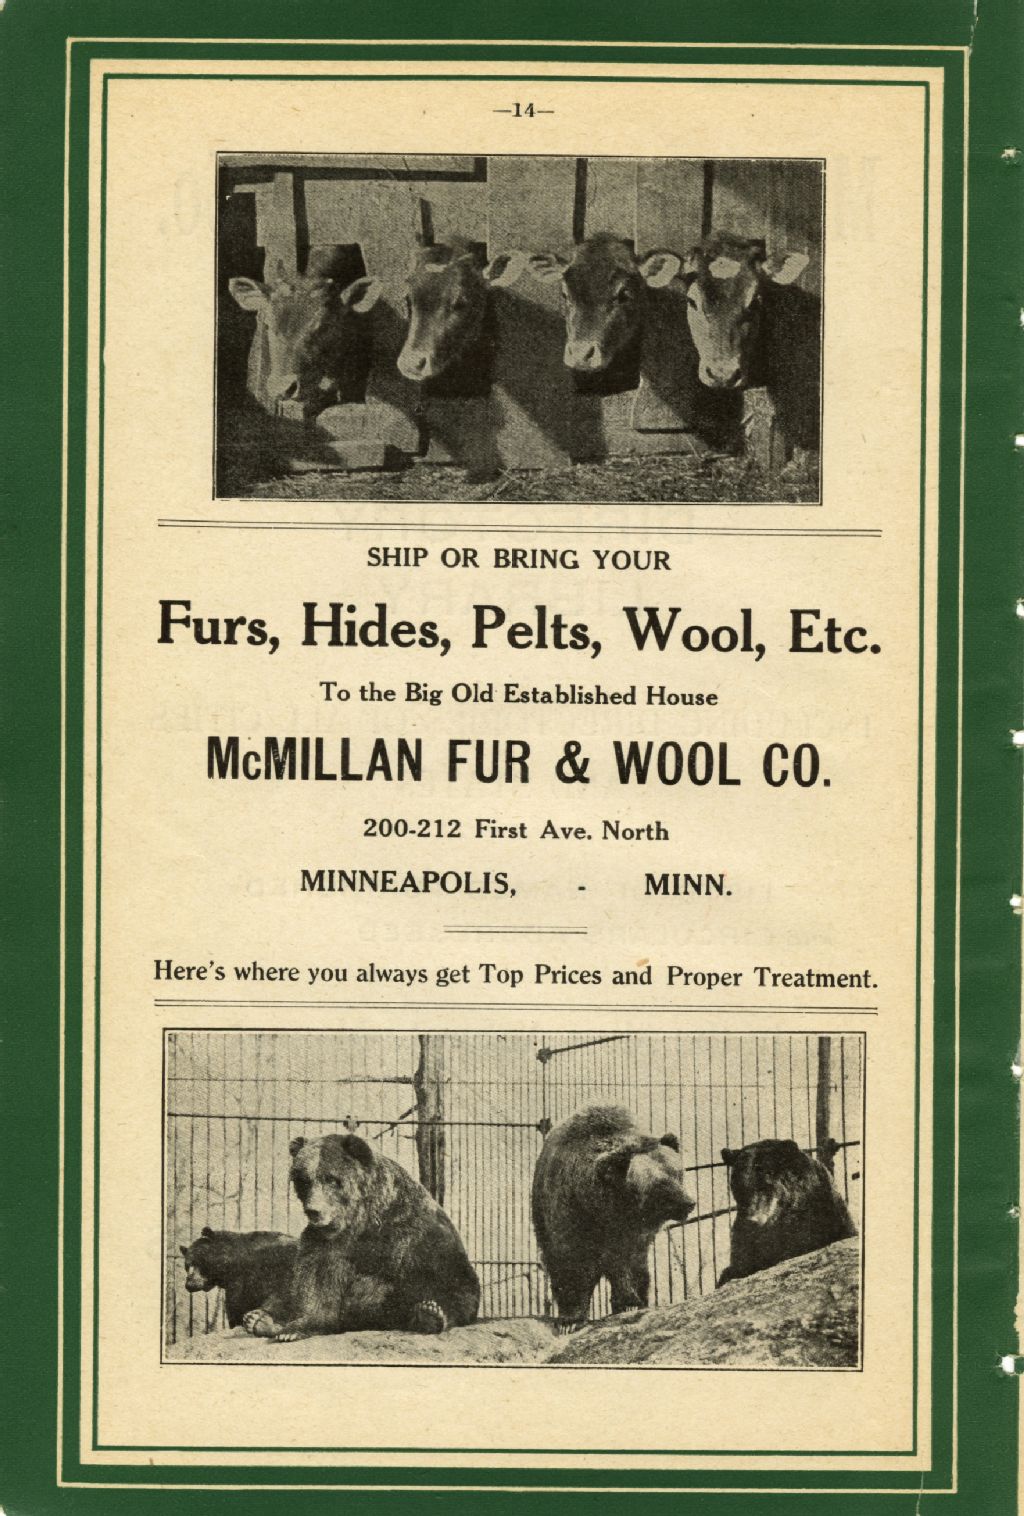 —14—
SHIP OR BRING YOUR
Furs, Hides, Pelts, Wool, Etc.
To the Big Old Established House
McMILLAN FUR & WOOL CO.
200-212 First Ave. North
MINNEAPOLIS, - MINN.
Here's where you always get Top Prices and Proper Treatment.